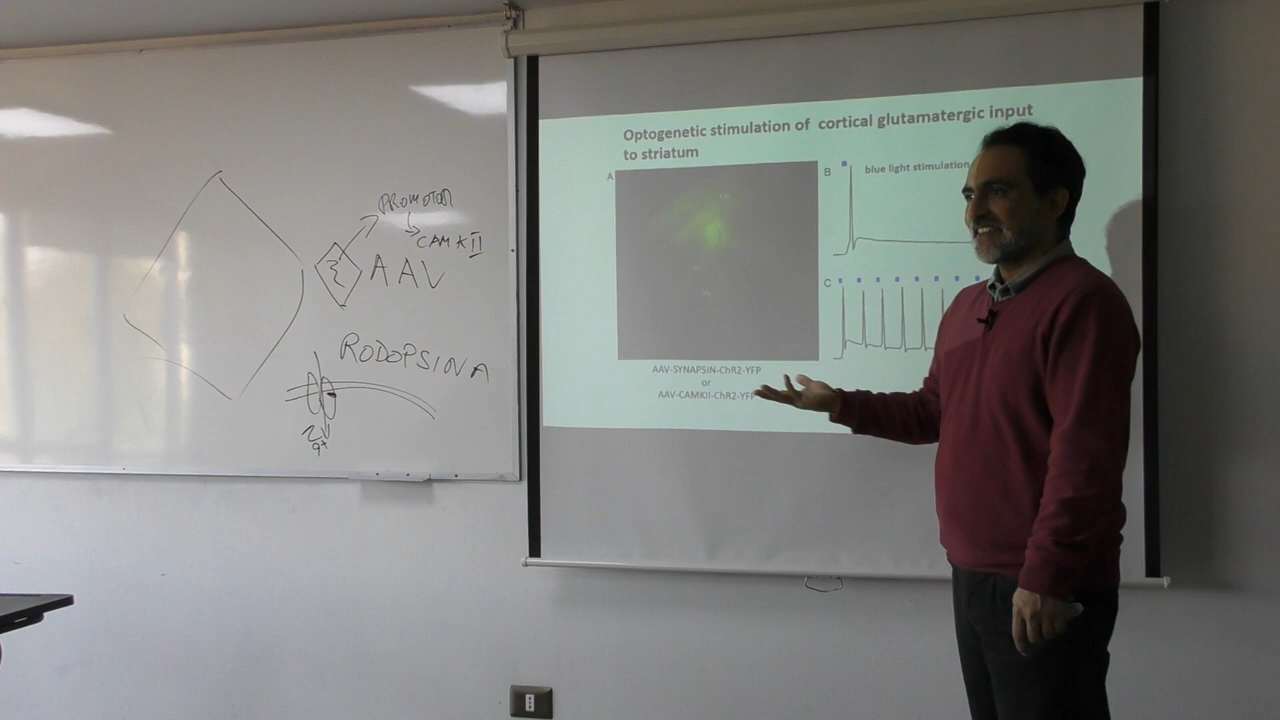 PROMOTOR
CAMKII
AAV
RODOPSINA
Optogenetic stimulation of cortical glutamatergic input
to striatum
A
B
blue light stimulation
C
AAV-SYNAPSIN-ChR2-YFP
or
AAV-CAMKII-ChR2-YFP